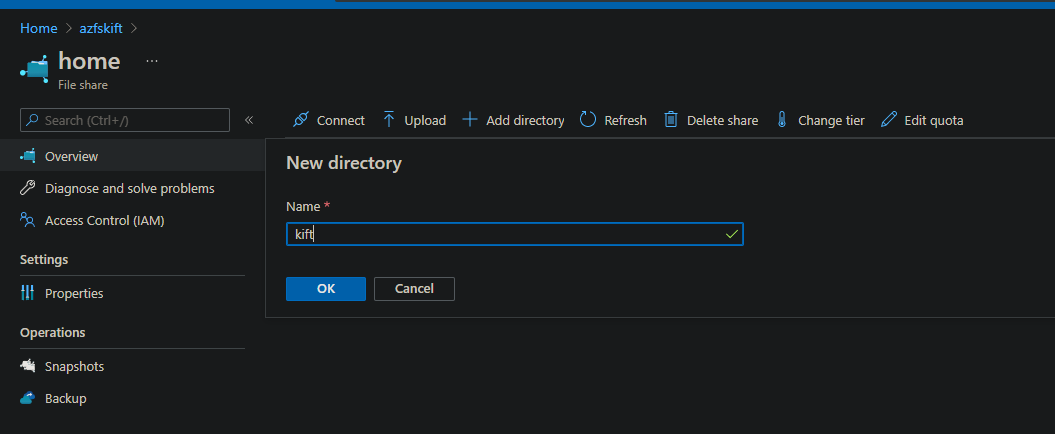 Home > azfskift >
home ...
File share
Search (Ctrl+/) «
Connect Upload Add directory Refresh Delete share Change tier Edit quota
Overview
Diagnose and solve problems
Access Control (IAM)
Settings
Properties
Operations
Snapshots
Backup
New directory
Name *
kift
OK Cancel